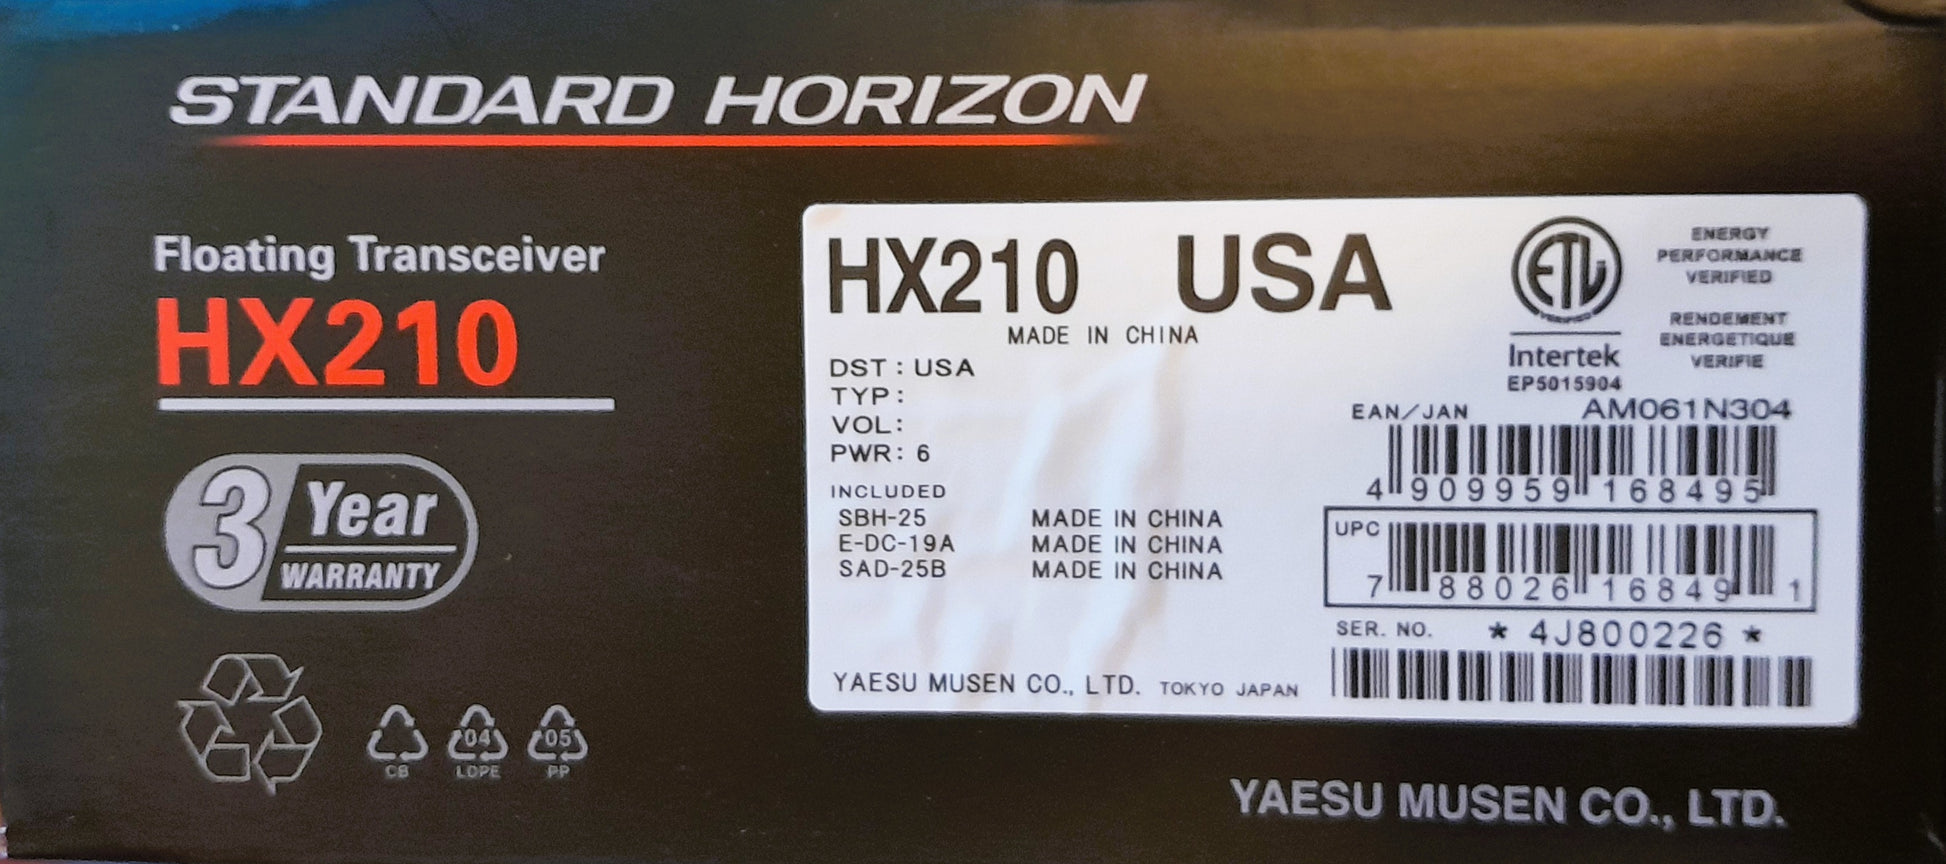 STANDARD HORIZON
Floating Transceiver
HX210
3 Year
WARRANTY
CB
04
LDPE
05
PP
HX210 USA
MADE IN CHINA
DST : USA
TYP :
VOL:
PWR: 6
INCLUDED
SBH-25 MADE IN CHINA
E-DC-19A MADE IN CHINA
SAD-25B MADE IN CHINA
YAESU MUSEN CO., LTD. TOKYO JAPAN
ETL
VERIFIED
Intertek
EP5015904
ENERGY
PERFORMANCE
VERIFIED
RENDEMENT
ENERGETIQUE
VERIFIE
EAN/JAN AM061N304
4 909959 168495
UPC
7 88026 16849 1
SER. NO. * 4J800226 *
YAESU MUSEN CO., LTD.